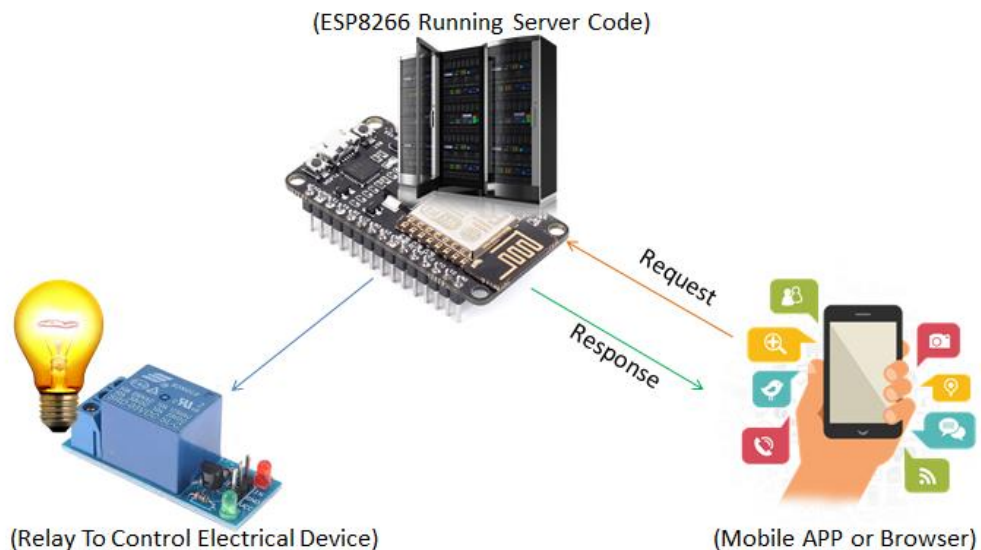 (ESP8266 Running Server Code)
Request
Response
(Relay To Control Electrical Device)
(Mobile APP or Browser)